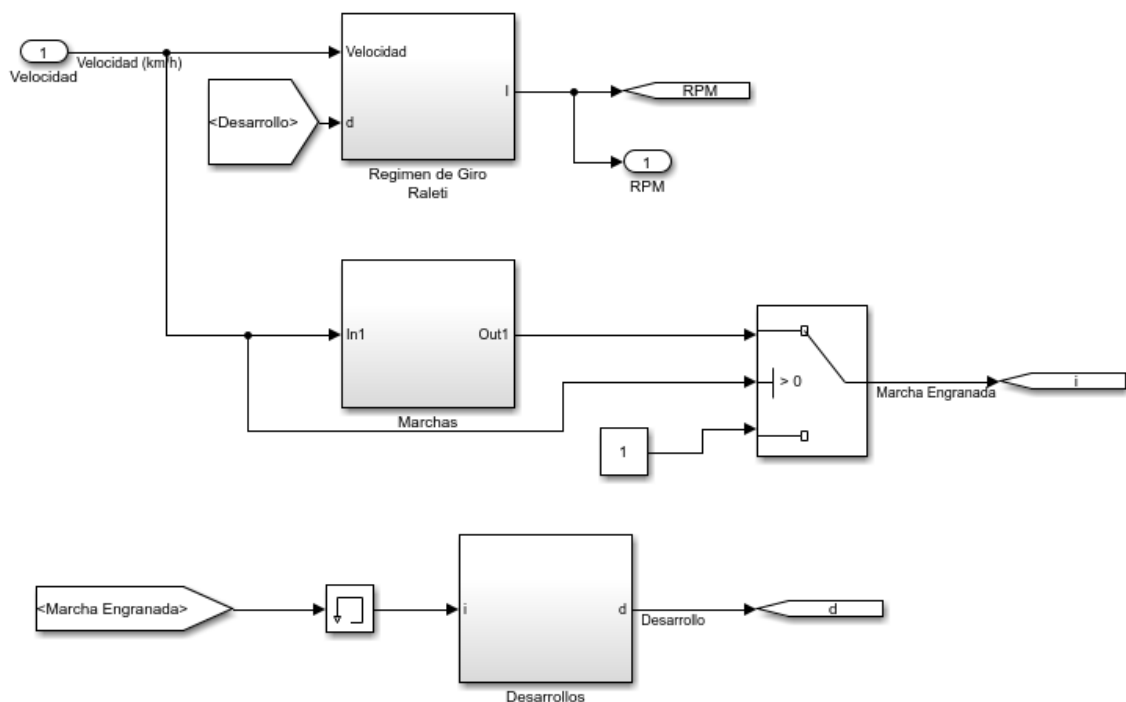 1
Velocidad
Velocidad (km/h)
<Desarrollo>
Velocidad
d
I
Regimen de Giro
Raleti
RPM
1
RPM
In1
Out1
Marchas
> 0
1
Marcha Engranada
i
<Marcha Engranada>
i
d
Desarrollos
Desarrollo
d